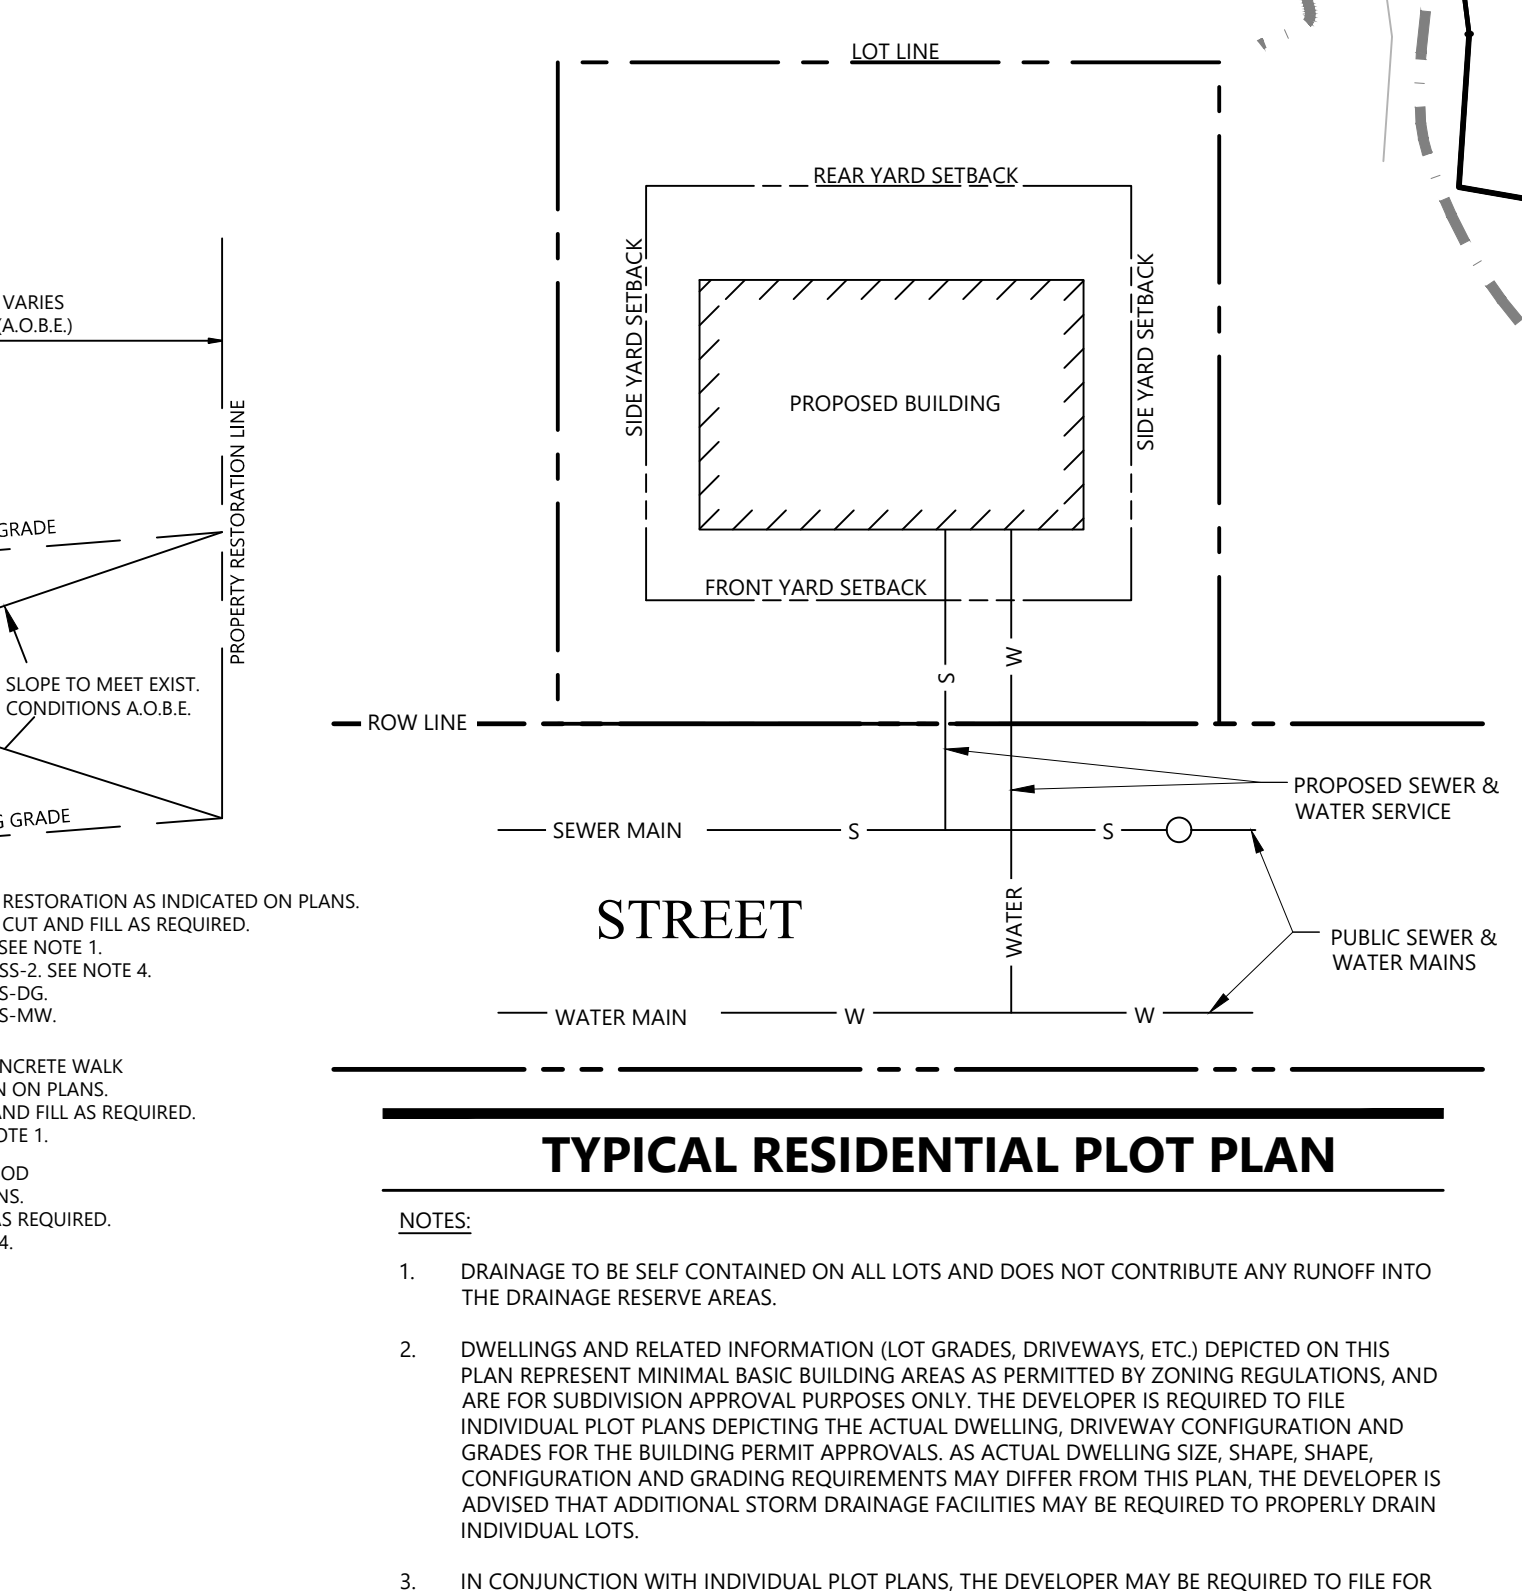 VARIES
(A.O.B.E.)
PROPERTY RESTORATION LINE
GRADE
SLOPE TO MEET EXIST.
CONDITIONS A.O.B.E.
GRADE
RESTORATION AS INDICATED ON PLANS.
CUT AND FILL AS REQUIRED.
SEE NOTE 1.
SS-2. SEE NOTE 4.
S-DG.
S-MW.
NCRETE WALK
N ON PLANS.
AND FILL AS REQUIRED.
OTE 1.
OD
NS.
AS REQUIRED.
4.
LOT LINE
REAR YARD SETBACK
SIDE YARD SETBACK
SIDE YARD SETBACK
PROPOSED BUILDING
FRONT YARD SETBACK
S
W
ROW LINE
PROPOSED SEWER &
WATER SERVICE
SEWER MAIN S S
STREET
WATER
PUBLIC SEWER &
WATER MAINS
WATER MAIN W W
TYPICAL RESIDENTIAL PLOT PLAN
NOTES:
1. DRAINAGE TO BE SELF CONTAINED ON ALL LOTS AND DOES NOT CONTRIBUTE ANY RUNOFF INTO
THE DRAINAGE RESERVE AREAS.
2. DWELLINGS AND RELATED INFORMATION (LOT GRADES, DRIVEWAYS, ETC.) DEPICTED ON THIS
PLAN REPRESENT MINIMAL BASIC BUILDING AREAS AS PERMITTED BY ZONING REGULATIONS, AND
ARE FOR SUBDIVISION APPROVAL PURPOSES ONLY. THE DEVELOPER IS REQUIRED TO FILE
INDIVIDUAL PLOT PLANS DEPICTING THE ACTUAL DWELLING, DRIVEWAY CONFIGURATION AND
GRADES FOR THE BUILDING PERMIT APPROVALS. AS ACTUAL DWELLING SIZE, SHAPE, SHAPE,
CONFIGURATION AND GRADING REQUIREMENTS MAY DIFFER FROM THIS PLAN, THE DEVELOPER IS
ADVISED THAT ADDITIONAL STORM DRAINAGE FACILITIES MAY BE REQUIRED TO PROPERLY DRAIN
INDIVIDUAL LOTS.
3. IN CONJUNCTION WITH INDIVIDUAL PLOT PLANS, THE DEVELOPER MAY BE REQUIRED TO FILE FOR